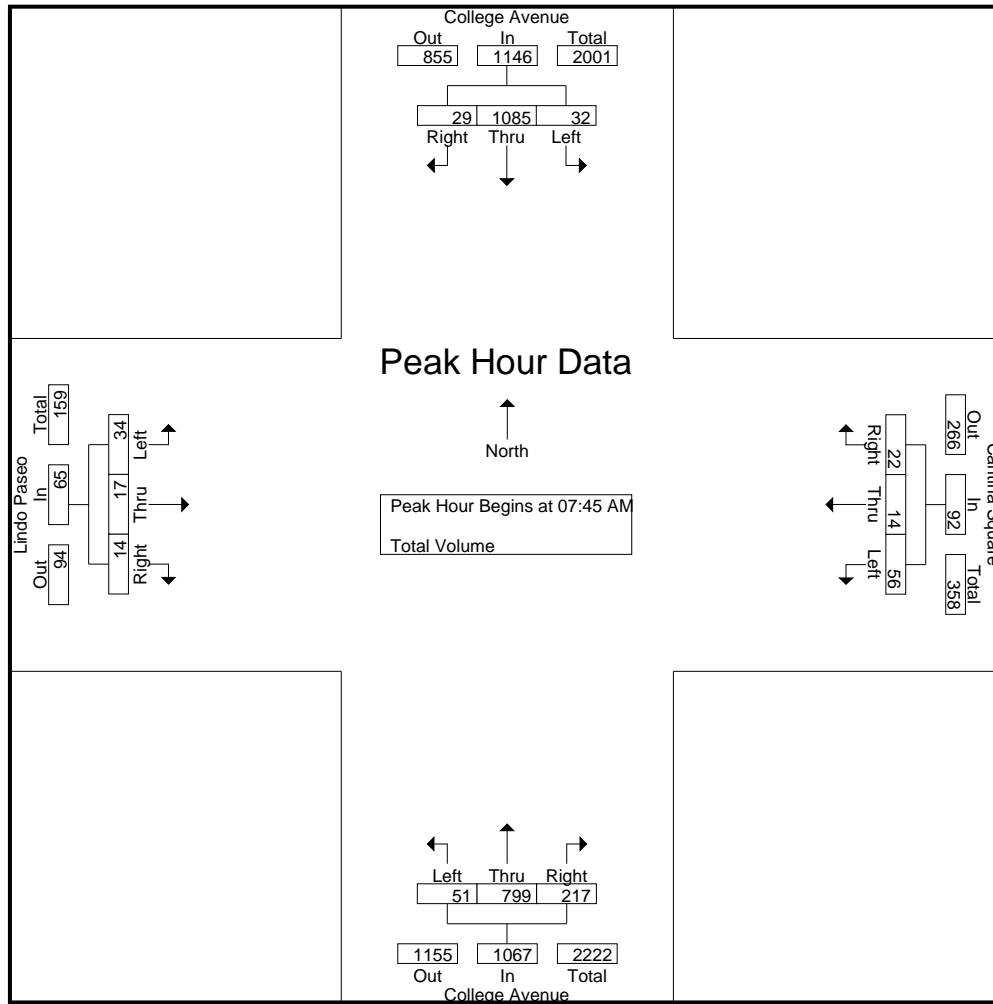 College Avenue
Out In Total
855 1146 2001
29 1085 32
Right Thru Left
Peak Hour Data
North
Peak Hour Begins at 07:45 AM
Total Volume
Lindo Paseo
Out In Total
94 65 159
14 17 34
Right Thru Left
Cantina Square
Out In Total
266 92 358
22 14 56
Right Thru Left
Left Thru Right
51 799 217
1155 1067 2222
Out In Total
College Avenue